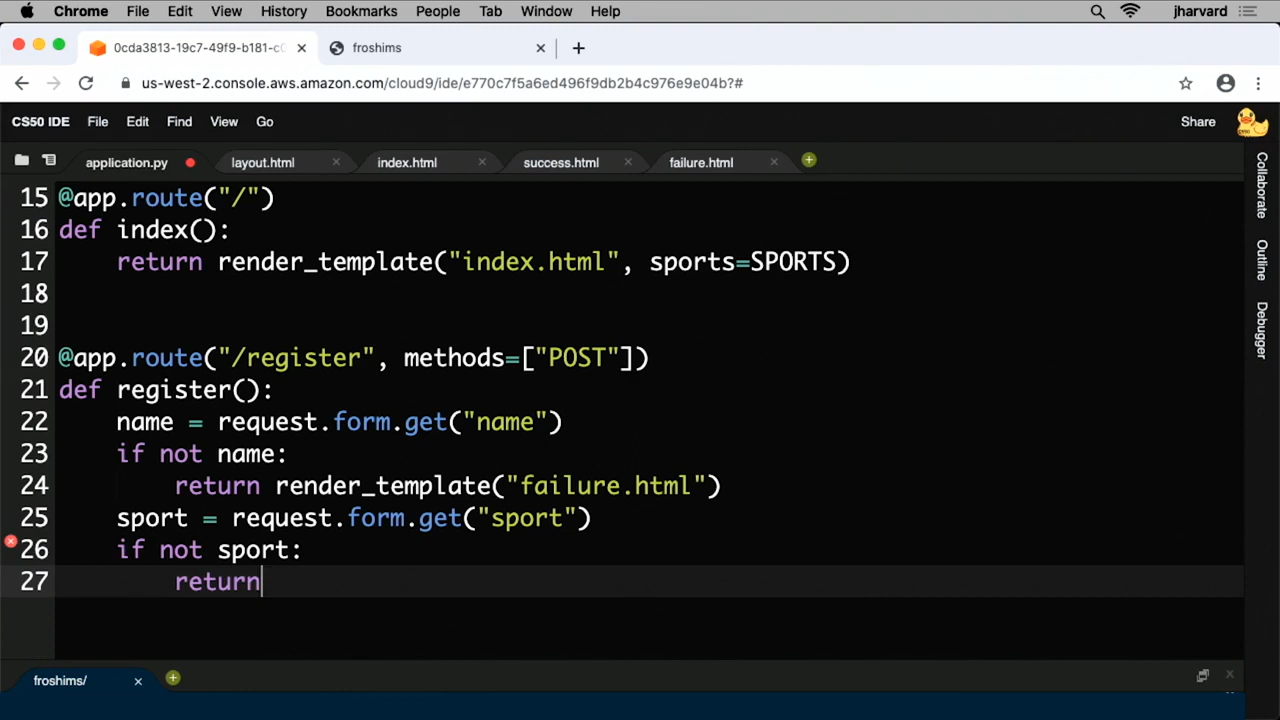 Chrome File Edit View History Bookmarks People Tab Window Help jharvard
froshims
us-west-2.console.aws.amazon.com/cloud9/ide/e770c7f5a6ed496f9db2b4c976e9e04b?#
CS50 IDE File Edit Find View Go Share
application.py layout.html index.html success.html failure.html
15 @app.route("/")
16 def index():
17 return render_template("index.html", sports=SPORTS)
18
19
20 @app.route("/register", methods=["POST"])
21 def register():
22 name = request.form.get("name")
23 if not name:
24 return render_template("failure.html")
25 sport = request.form.get("sport")
26 if not sport:
27 return
Collaborate
Outline
Debugger
froshims/